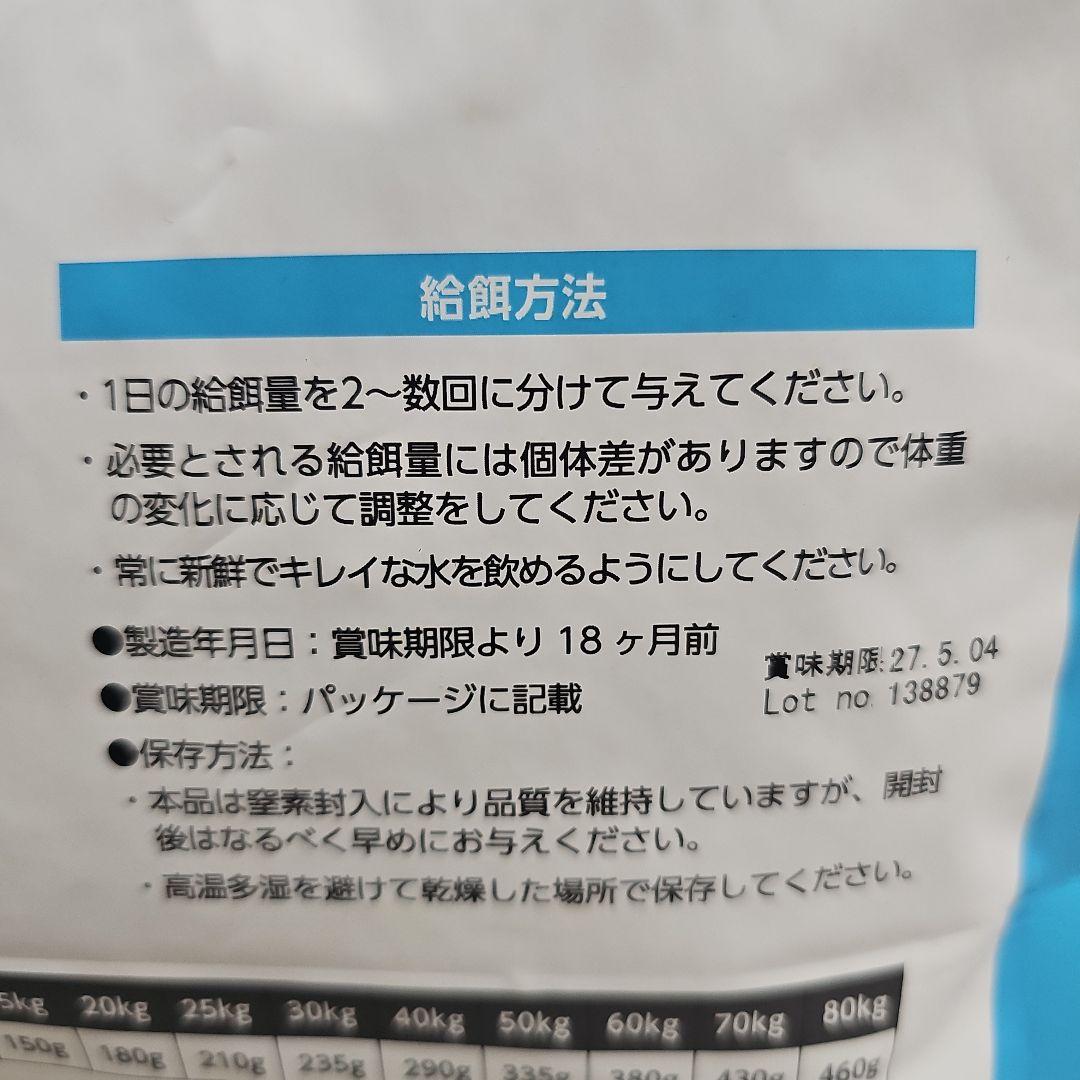 給餌方法
・1日の給餌量を2〜数回に分けて与えてください。
・必要とされる給餌量には個体差がありますので体重
の変化に応じて調整をしてください。
・常に新鮮でキレイな水を飲めるようにしてください。
●製造年月日：賞味期限より 18 ヶ月前
賞味期限:27.5.04
●賞味期限：パッケージに記載
Lot no. 138879
●保存方法：
・本品は窒素封入により品質を維持していますが、開封
後はなるべく早めにお与えください。
・高温多湿を避けて乾燥した場所で保存してください。
5kg 20kg 25kg 30kg 40kg 50kg 60kg 70kg 80kg
150g 180g 210g 235g 290g 335g 380g 430g 460g